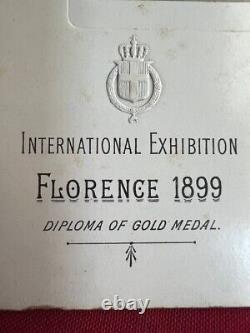 INTERNATIONAL EXHIBITION
FLORENCE 1899
DIPLOMA OF GOLD MEDAL.